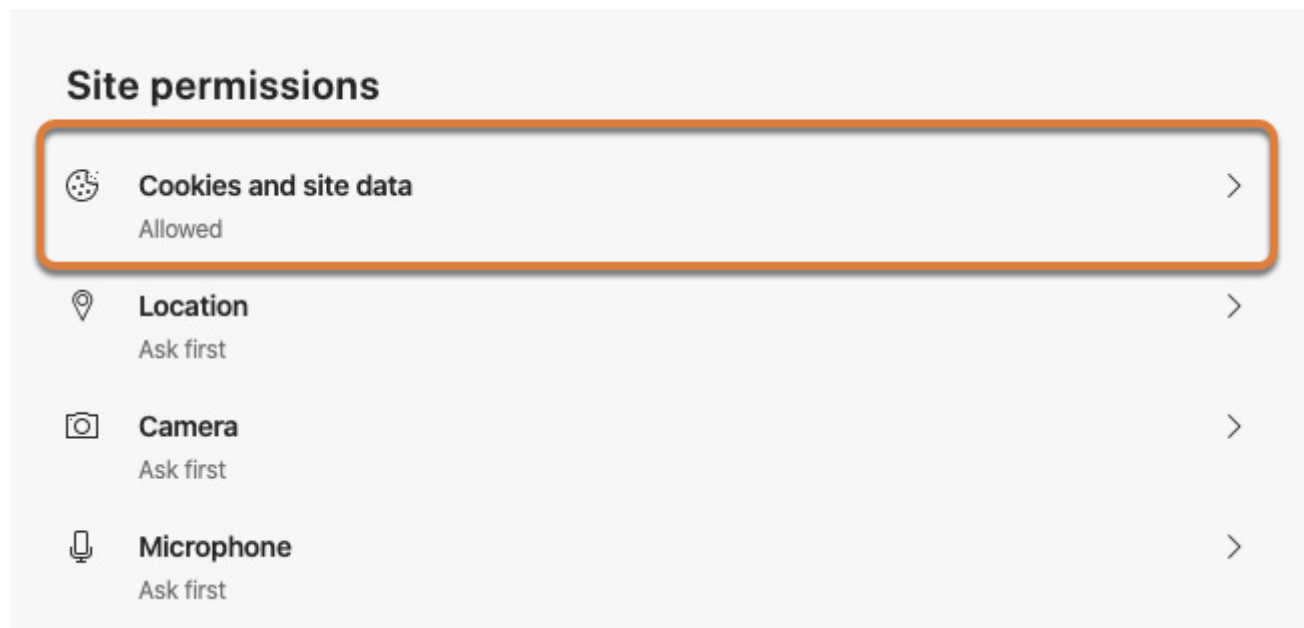 Site permissions
Cookies and site data
Allowed
Location
Ask first
Camera
Ask first
Microphone
Ask first